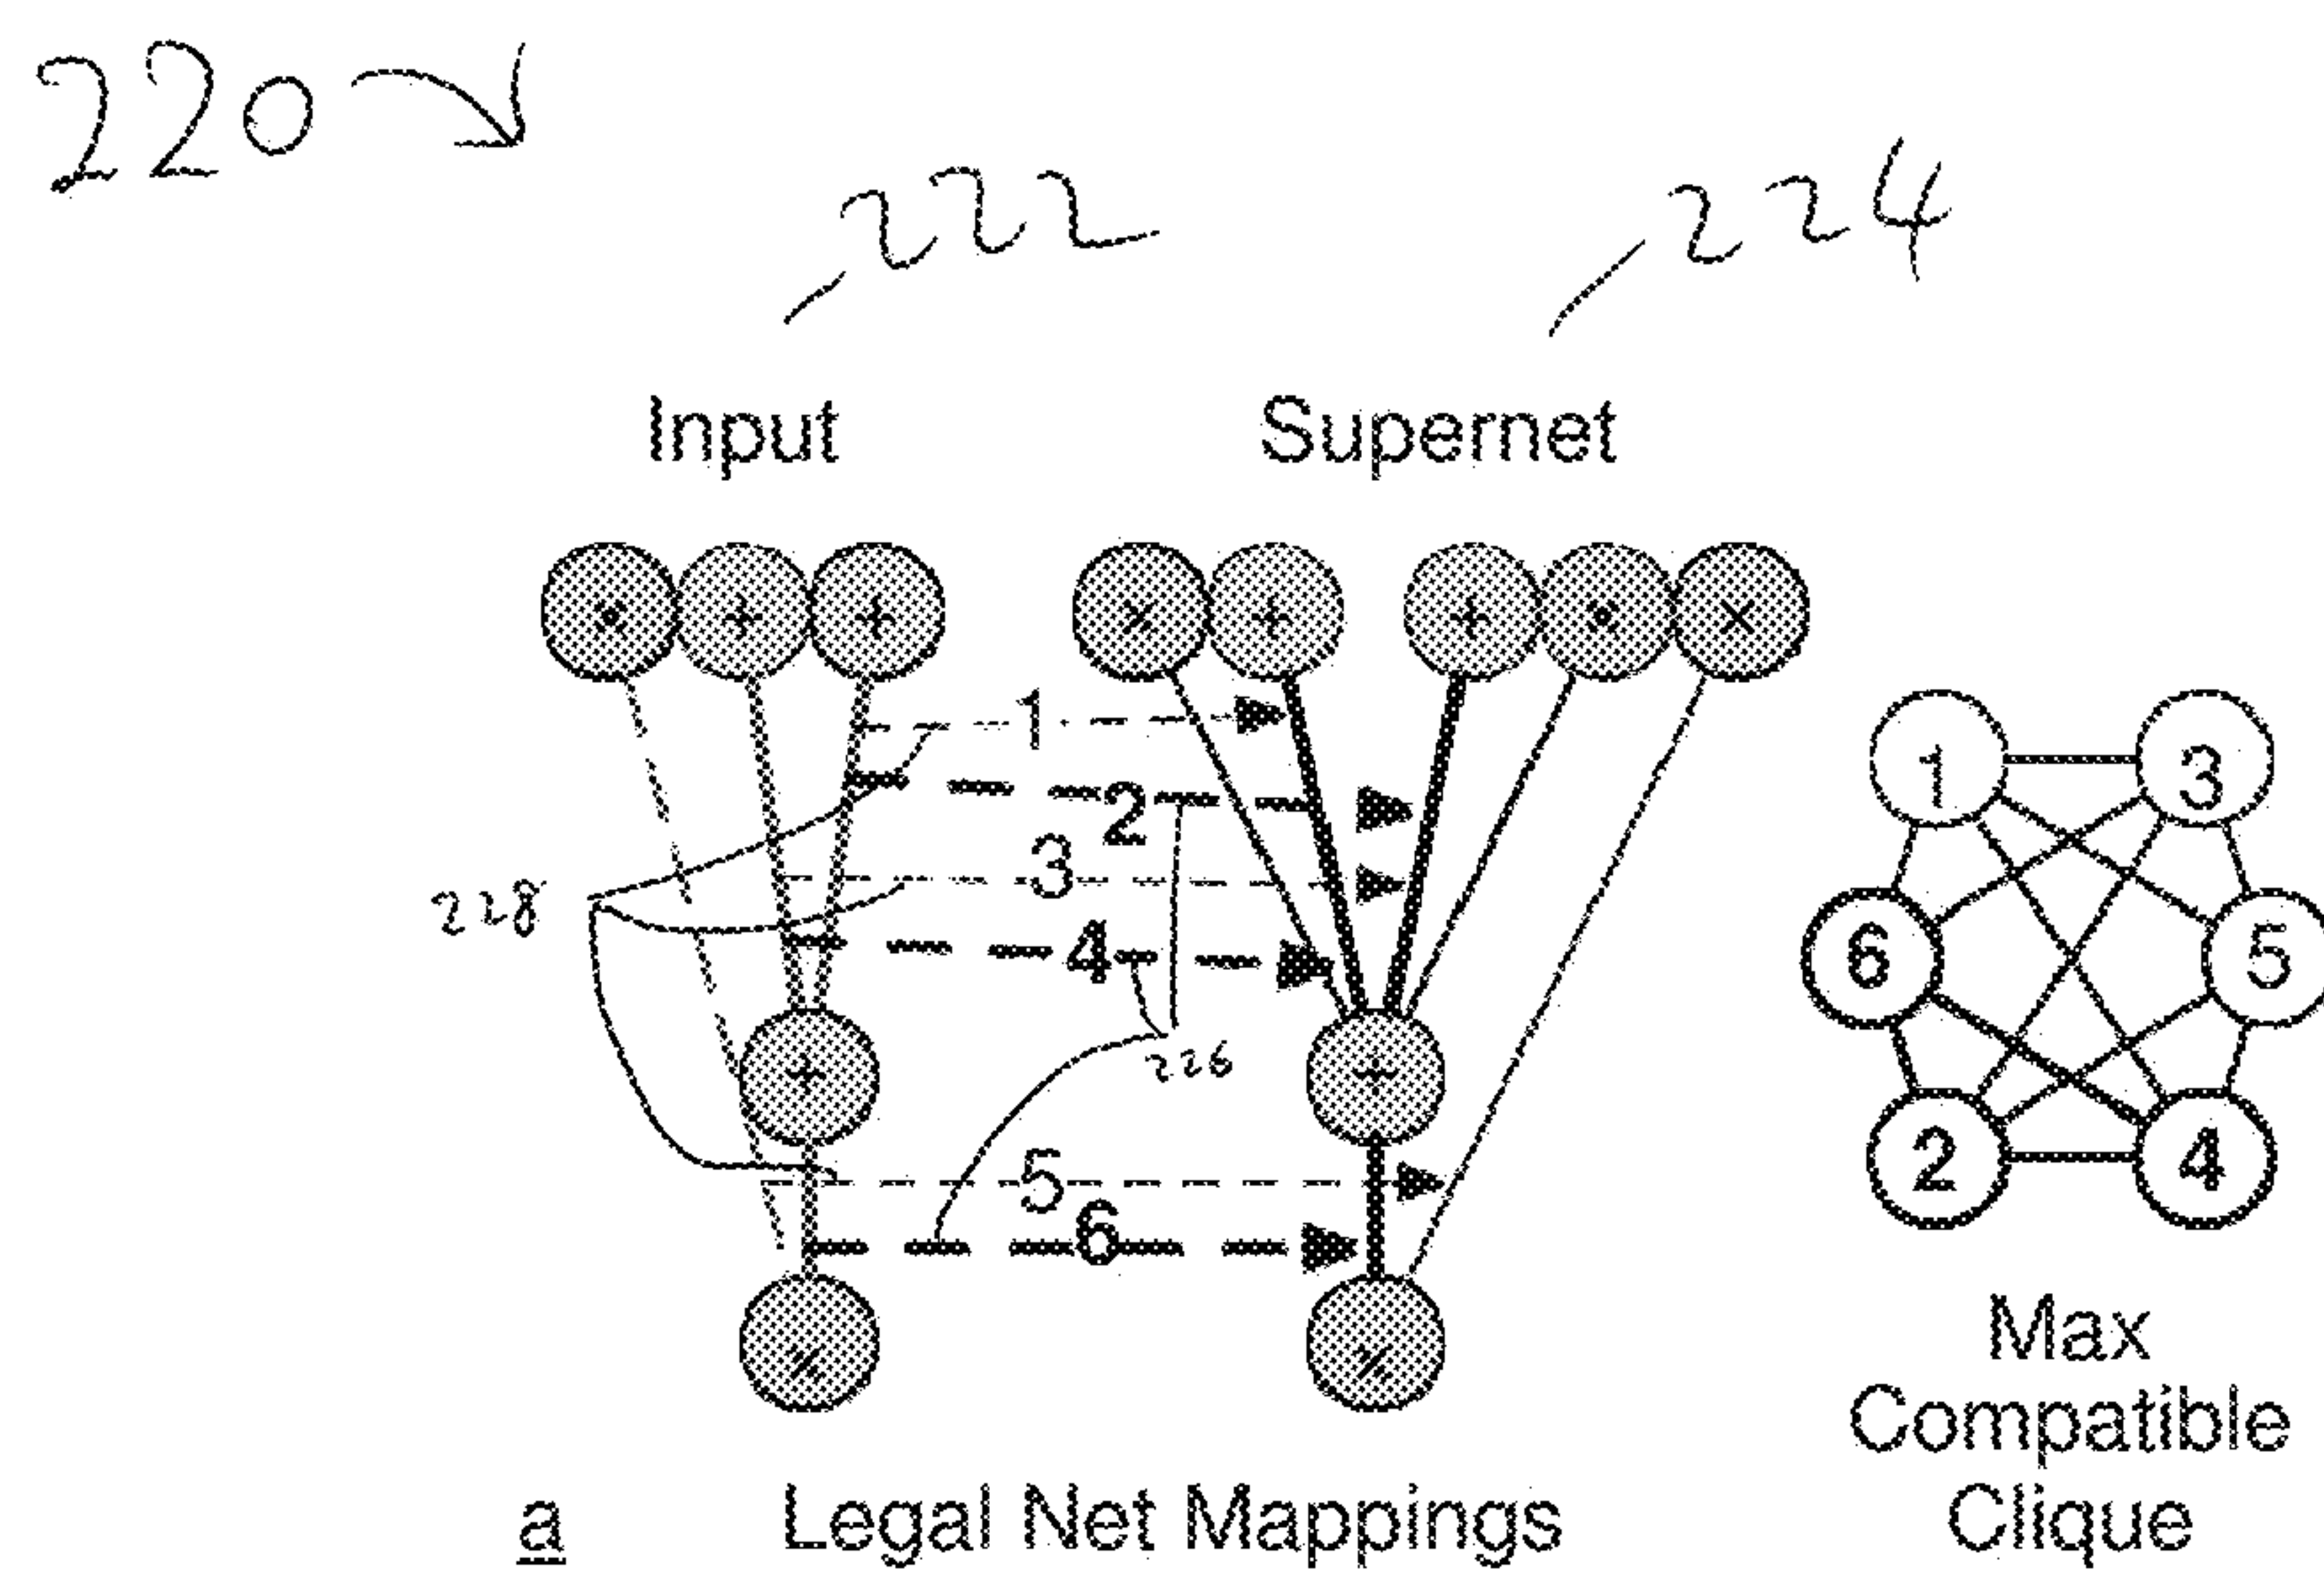 220
222
224
Input Supernet
+ + + + ×
1
2
3
228
4
+ +
226
5
6
1 3
6 5
2 4
Max
Compatible
Clique
a Legal Net Mappings